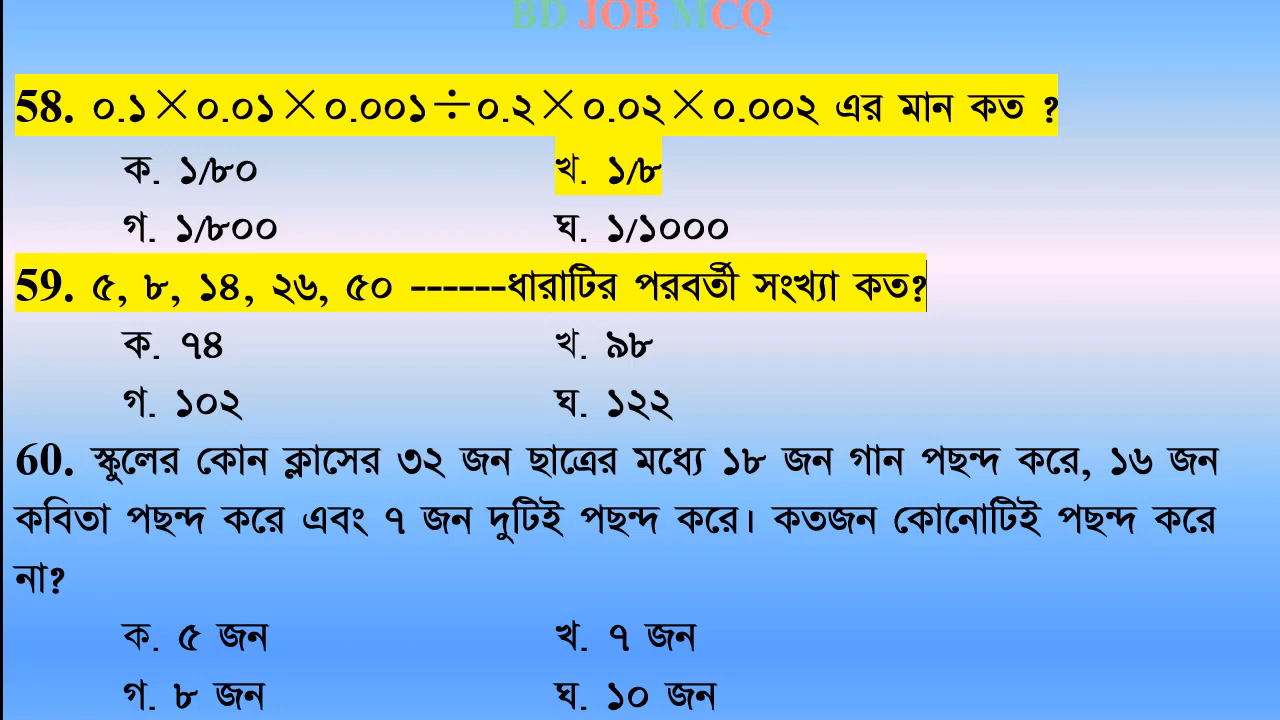 BD JOB MCQ
58. ০.১×০.০১×০.০০১÷০.২×০.০২×০.০০২ এর মান কত ?
ক. ১/৮০ খ. ১/৮
গ. ১/৮০০ ঘ. ১/১০০০
59. ৫, ৮, ১৪, ২৬, ৫০ ------ধারাটির পরবর্তী সংখ্যা কত?
ক. ৭৪ খ. ৯৮
গ. ১০২ ঘ. ১২২
60. স্কুলের কোন ক্লাসের ৩২ জন ছাত্রের মধ্যে ১৮ জন গান পছন্দ করে, ১৬ জন
কবিতা পছন্দ করে এবং ৭ জন দুটিই পছন্দ করে। কতজন কোনোটিই পছন্দ করে
না?
ক. ৫ জন খ. ৭ জন
গ. ৮ জন ঘ. ১০ জন